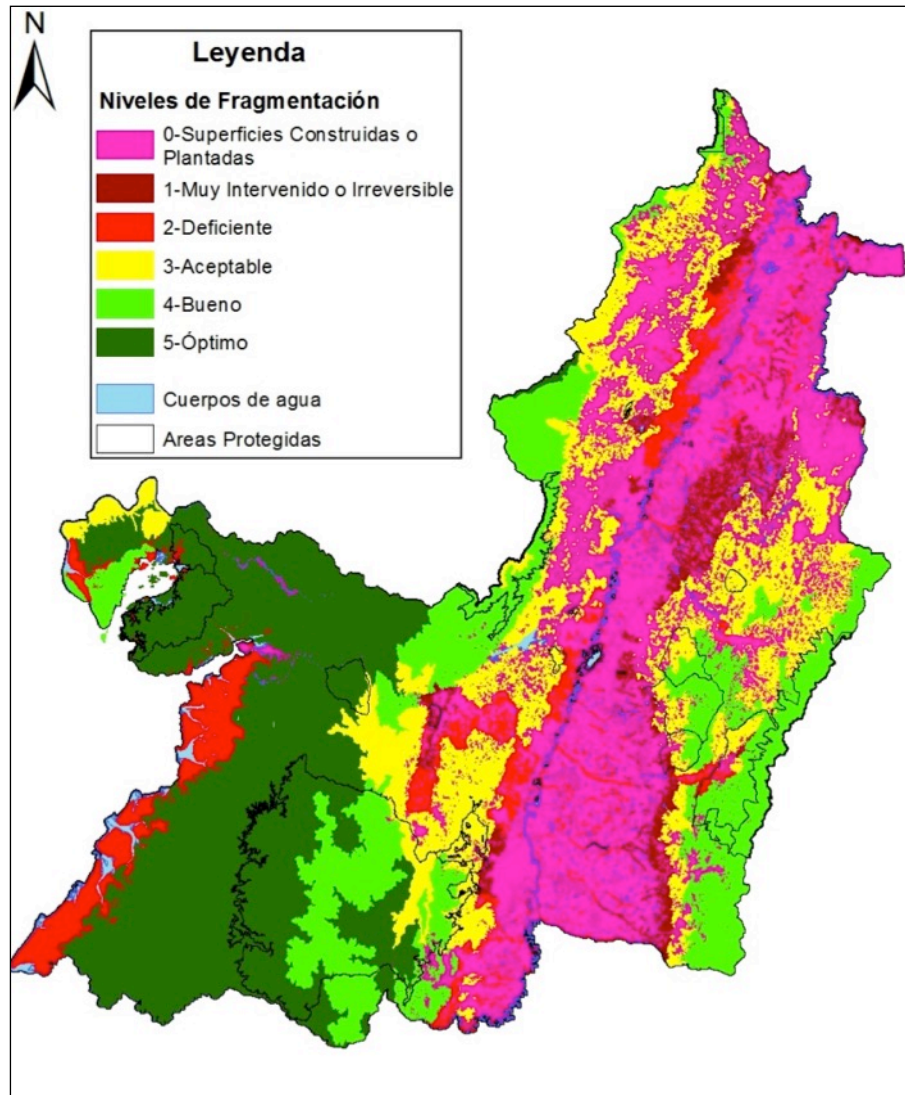 N
Leyenda
Niveles de Fragmentación
0-Superficies Construidas o
Plantadas
1-Muy Intervenido o Irreversible
2-Deficiente
3-Aceptable
4-Bueno
5-Óptimo
Cuerpos de agua
Areas Protegidas